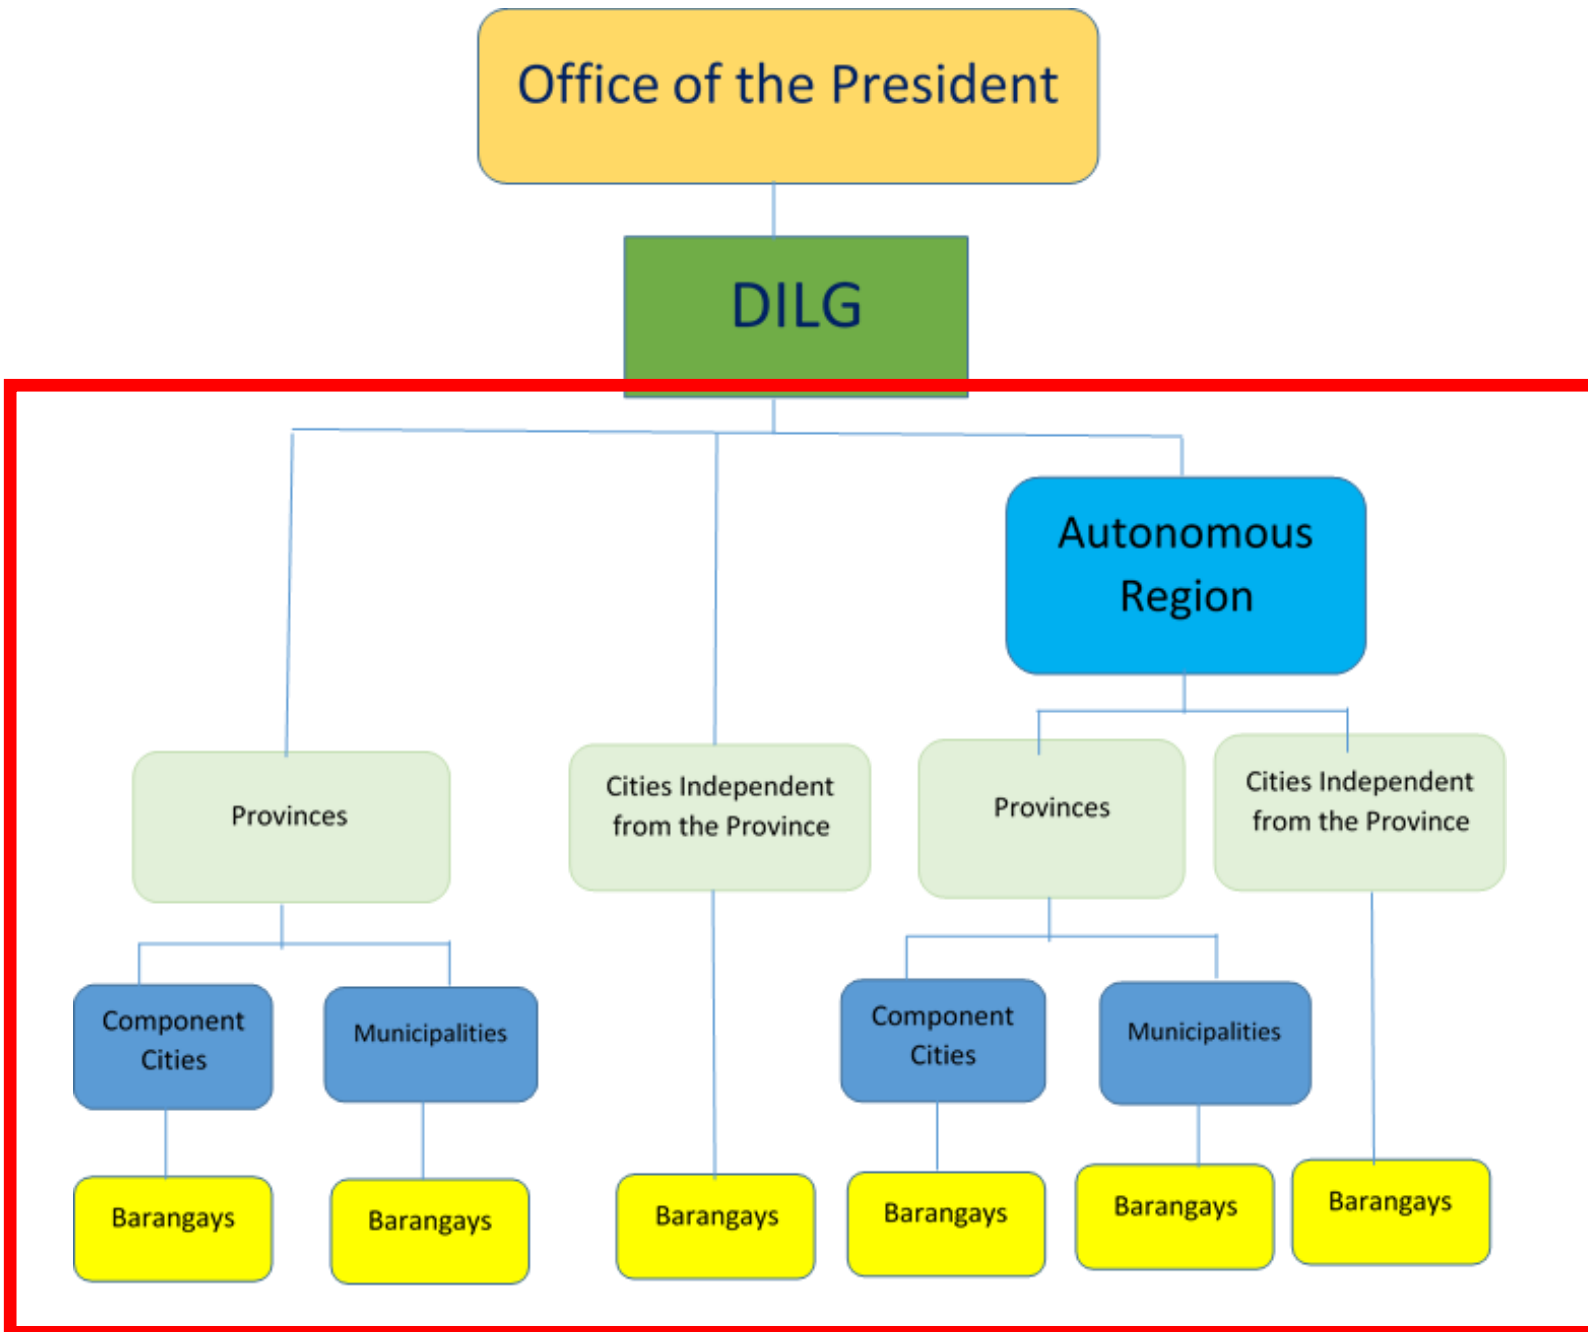 Office of the President
DILG
Autonomous
Region
Provinces
Cities Independent
from the Province
Provinces
Cities Independent
from the Province
Component
Cities
Municipalities
Component
Cities
Municipalities
Barangays
Barangays
Barangays
Barangays
Barangays
Barangays